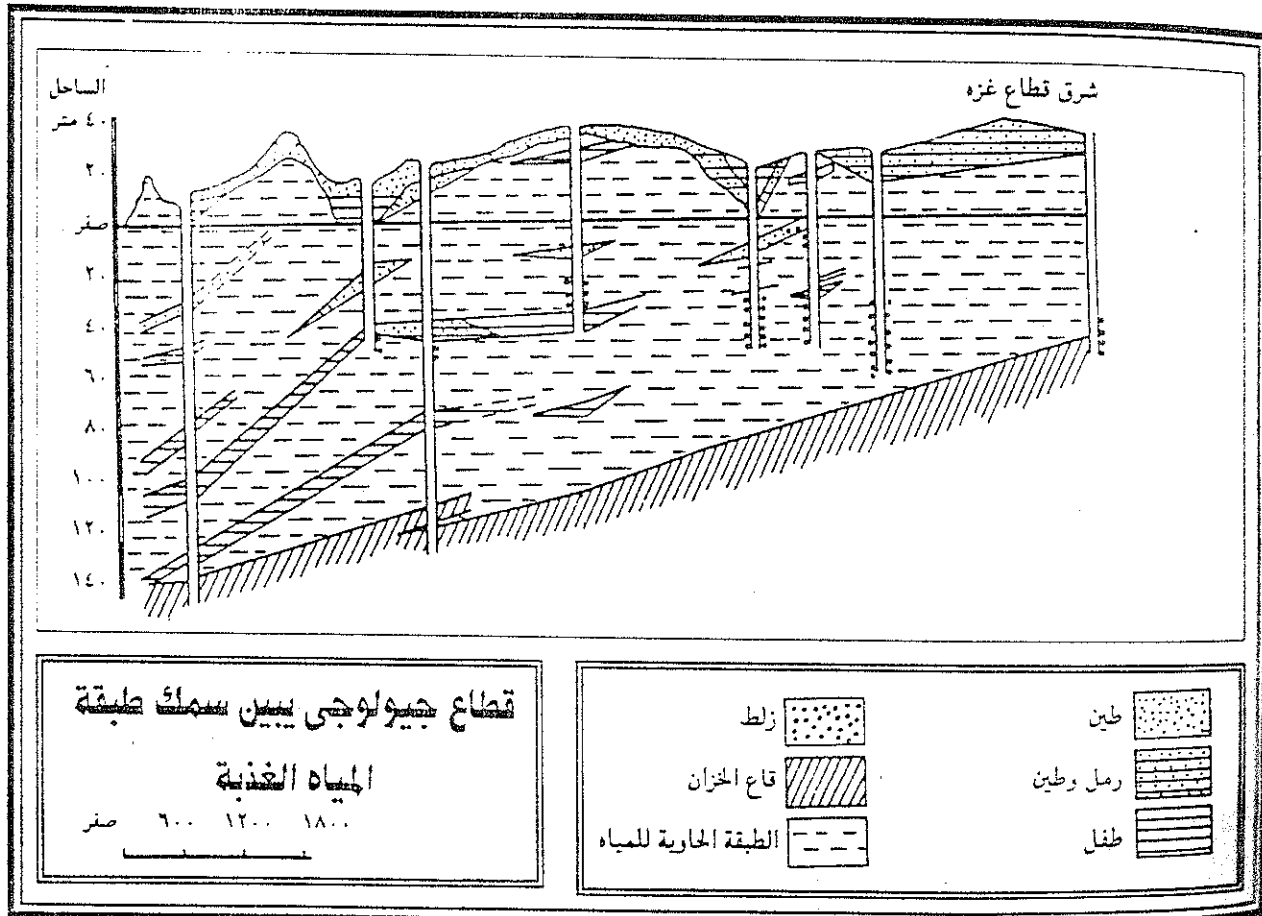 الساحل
شرق قطاع غزه
٤٠ متر
٢٠
صفر
٢٠
٤٠
٦٠
٨٠
١٠٠
١٢٠
١٤٠
قطاع جيولوجى يبين سمك طبقة
المياه الغذبة
صفر ٦٠٠ ١٢٠٠ ١٨٠٠
طين
رمل وطين
طفل
زلط
قاع الخزان
الطبقة الحاوية للمياه